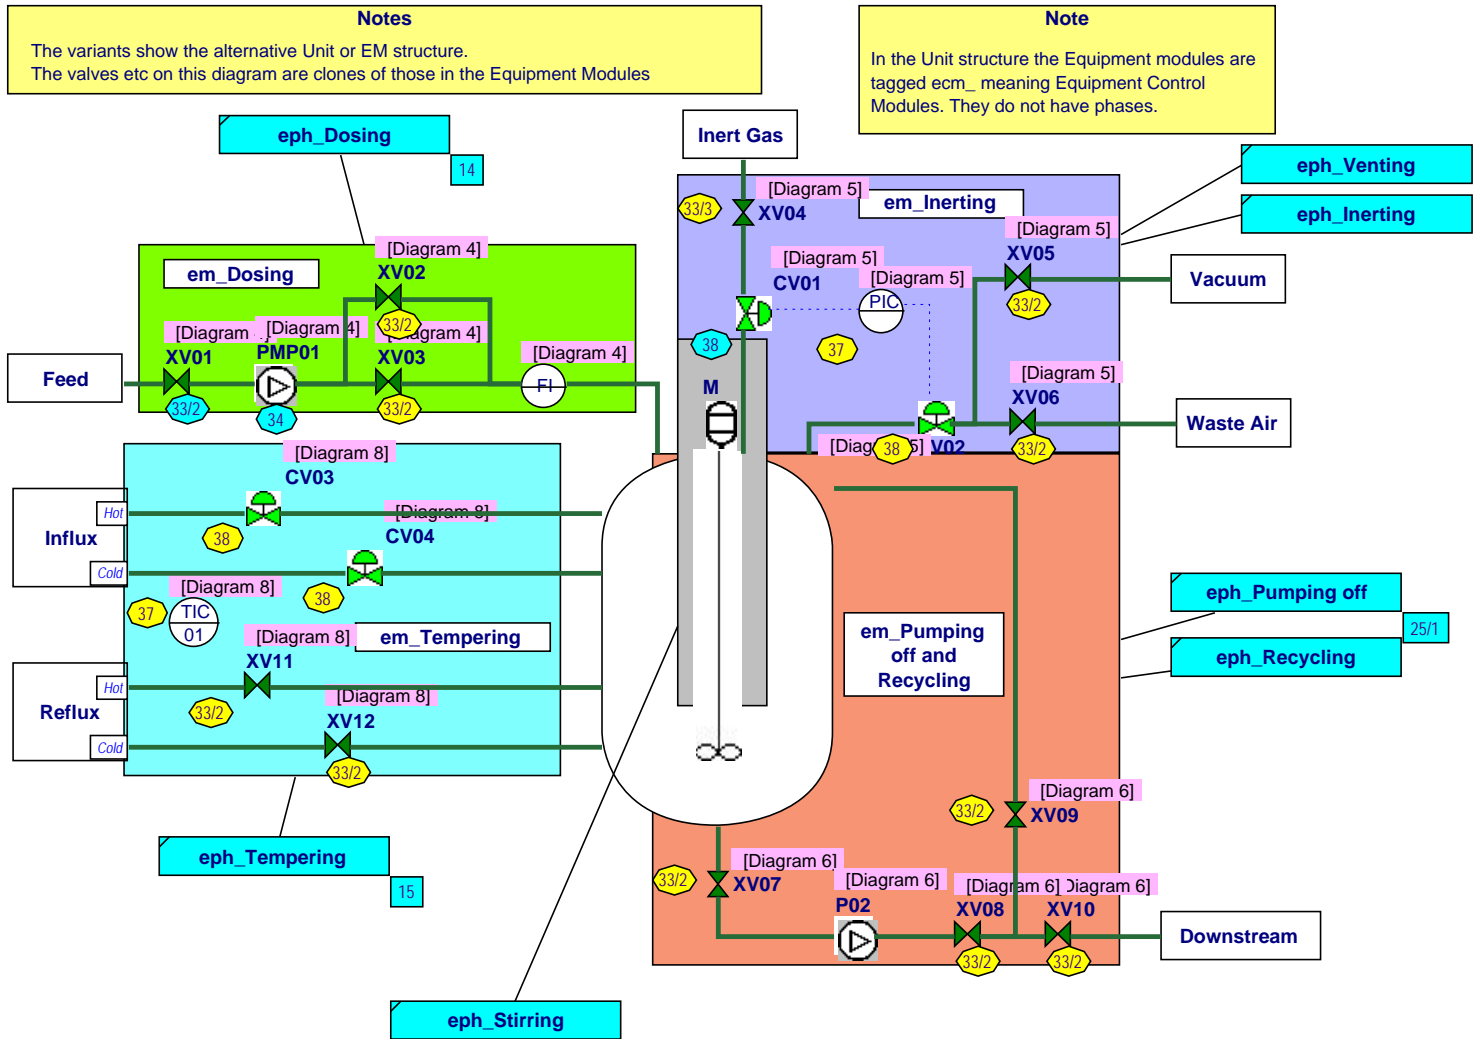 Notes
The variants show the alternative Unit or EM structure.
The valves etc on this diagram are clones of those in the Equipment Modules
Note
In the Unit structure the Equipment modules are
tagged ecm_ meaning Equipment Control
Modules. They do not have phases.
eph_Dosing
14
Inert Gas
eph_Venting
eph_Inerting
[Diagram 5]
33/3
XV04
em_Inerting
[Diagram 5]
XV05
33/2
Vacuum
[Diagram 5]
CV01
[Diagram 5]
PIC
37
38
em_Dosing
[Diagram 4]
XV02
33/2
[Diagram
XV01
33/2
[Diagram 4]
PMP01
34
XV03
33/2
[Diagram 4]
FI
Feed
M
[Diagram 5]
XV06
33/2
Waste Air
38
V02
[Diagram 8]
CV03
38
[Diagram 8]
CV04
38
Influx
Hot
Cold
[Diagram 8]
37
TIC
01
em_Tempering
[Diagram 8]
XV11
33/2
[Diagram 8]
XV12
33/2
Reflux
Hot
Cold
em_Pumping
off and
Recycling
eph_Pumping off
25/1
eph_Recycling
[Diagram 6]
33/2
XV09
eph_Tempering
15
[Diagram 6]
33/2
XV07
[Diagram 6]
P02
[Diagram 6]
XV08
33/2
Diagram 6]
XV10
33/2
Downstream
eph_Stirring